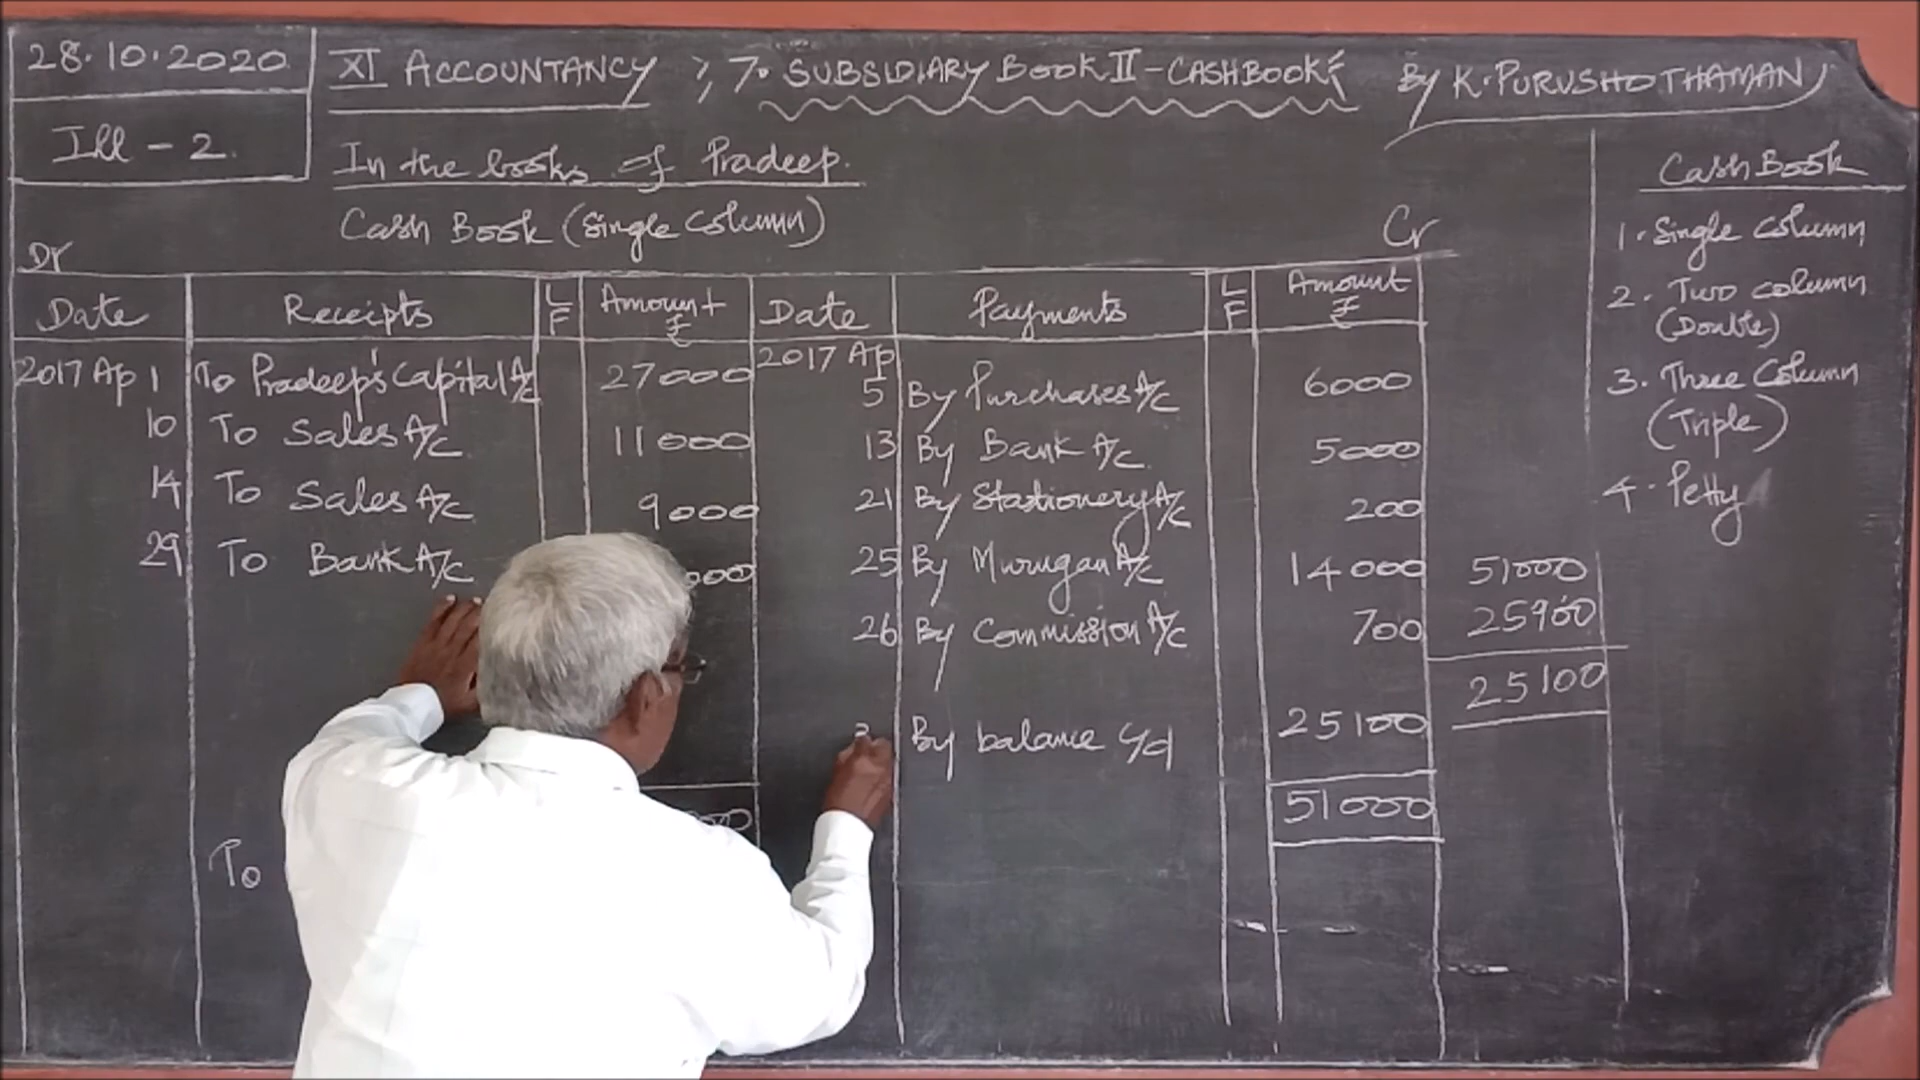 28.10.2020
XI ACCOUNTANCY ; 7. SUBSIDIARY BOOK II - CASHBOOK By K. PURUSHOTHAMAN
Ill - 2.
In the books of Pradeep.
Cash Book (Single Column)
Dr Cr
Date Receipts LF Amount ₹ Date Payments LF Amount ₹
2017 Ap 1 To Pradeep's Capital A/c 27000 2017 Ap 5 By Purchases A/c 6000
10 To Sales A/c 11000 13 By Bank A/c 5000
14 To Sales A/c 9000 21 By Stationery A/c 200
29 To Bank A/c 000 25 By Murugan A/c 14000
26 By Commission A/c 700
By balance c/d 25100
51000
To
51000
25900
25100
Cash Book
1. Single Column
2. Two Column
(Double)
3. Three Column
(Triple)
4. Petty